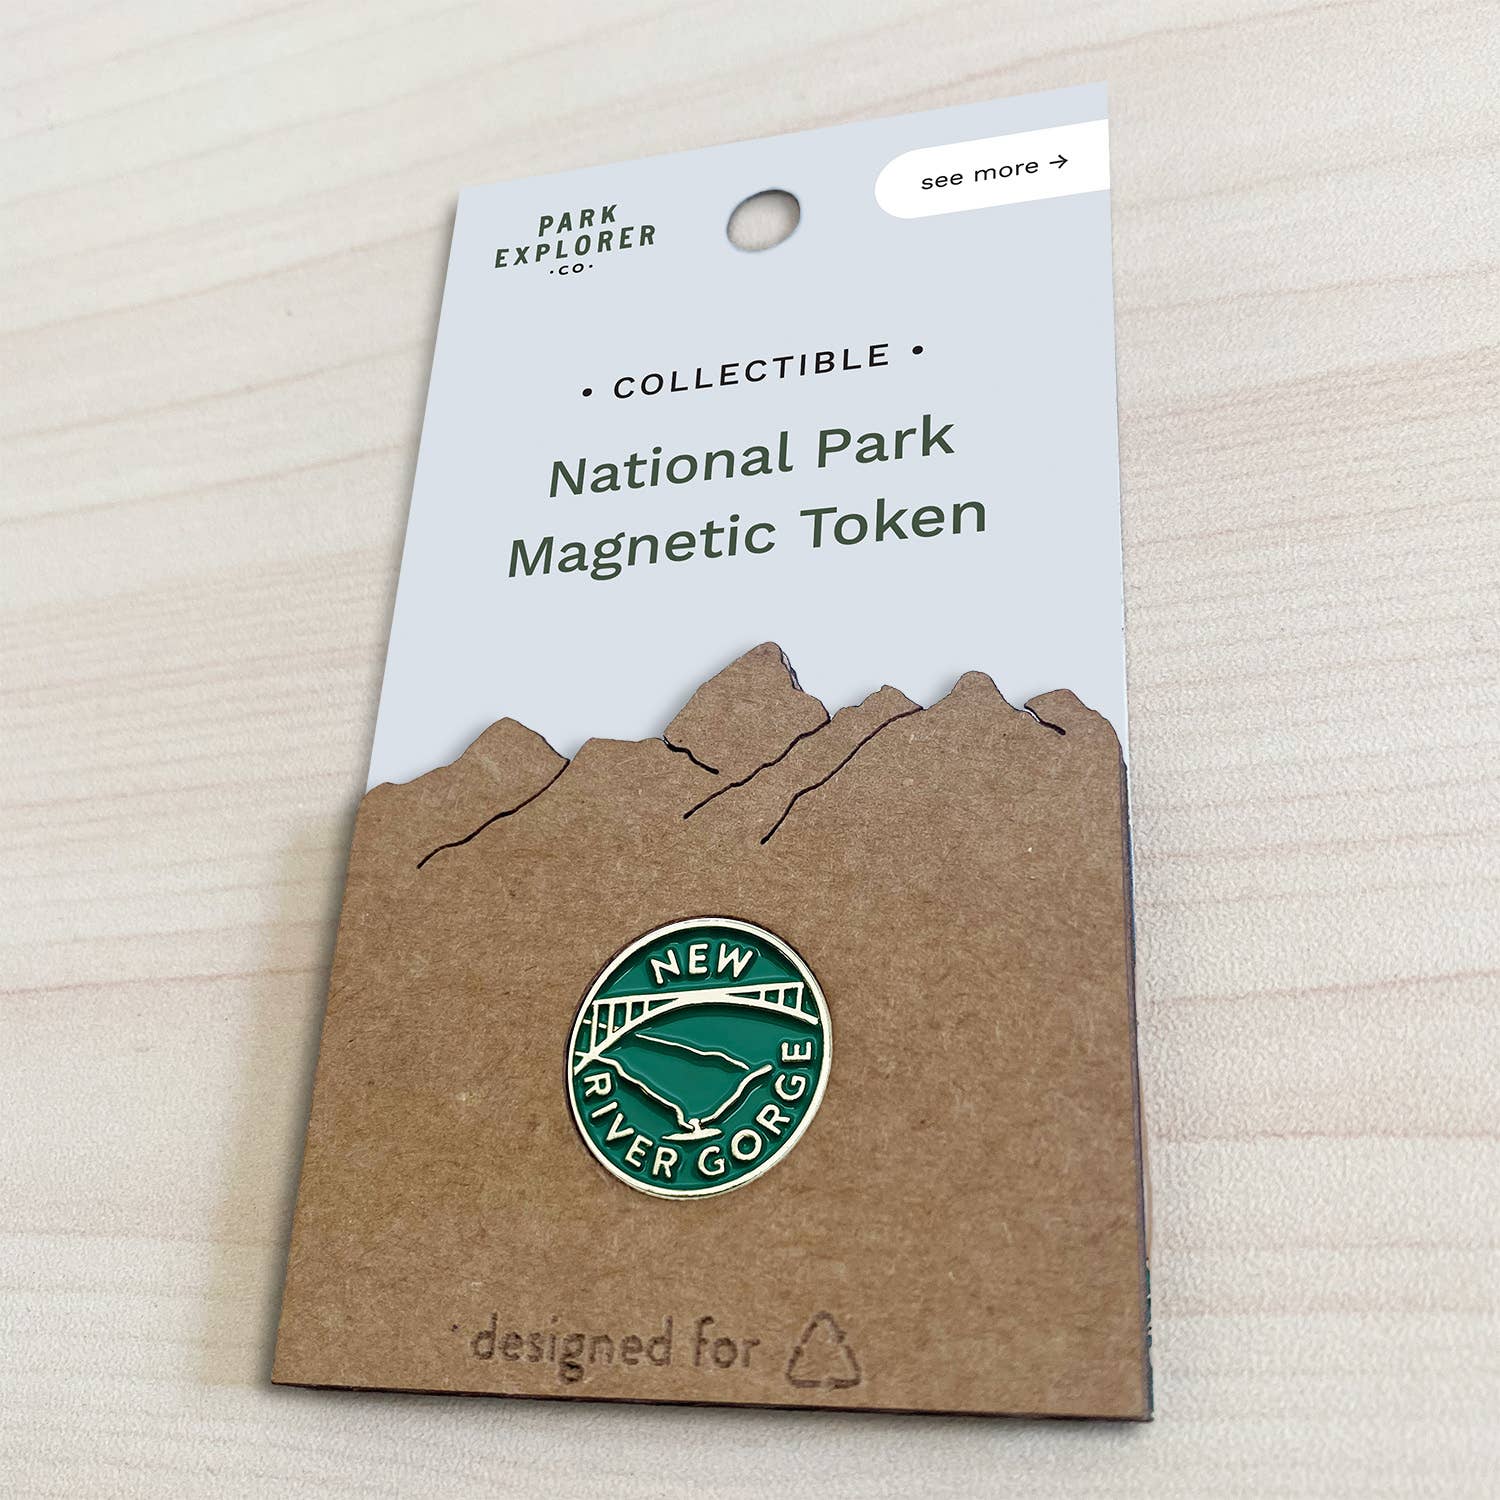 PARK
EXPLORER
·CO·
see more →
• COLLECTIBLE •
National Park
Magnetic Token
NEW
RIVER GORGE
designed for